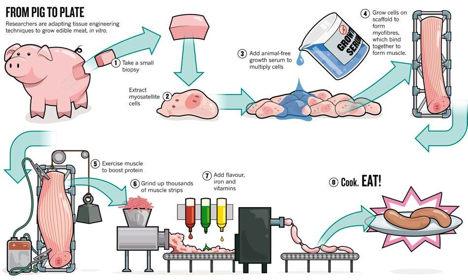 FROM PIG TO PLATE
Researchers are adapting tissue engineering
techniques to grow edible meat, in vitro.
1 Take a small
biopsy
2
Extract
myosatellite
cells
3 Add animal-free
growth serum to
multiply cells
GROWTH
SERUM
4 Grow cells on
scaffold to form
myofibres,
which bind
together to
form muscle.
5 Exercise muscle
to boost protein
6 Grind up thousands
of muscle strips
7 Add flavour,
iron and
vitamins
8 Cook. EAT!